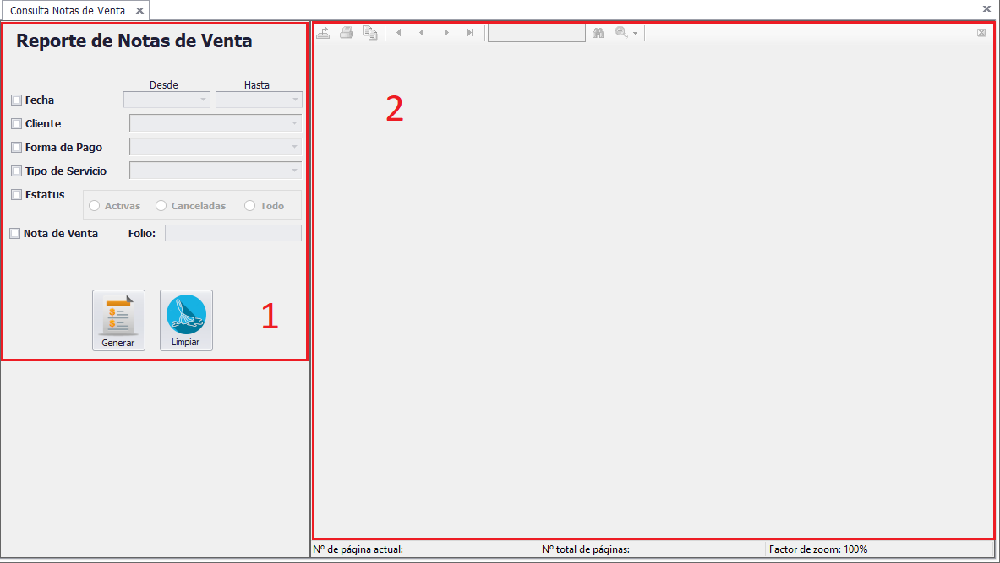 Consulta Notas de Venta
Reporte de Notas de Venta
Desde Hasta
Fecha
Cliente
Forma de Pago
Tipo de Servicio
Estatus
Activas Canceladas Todo
Nota de Venta Folio:
Generar Limpiar
1
2
Nº de página actual: Nº total de páginas: Factor de zoom: 100%